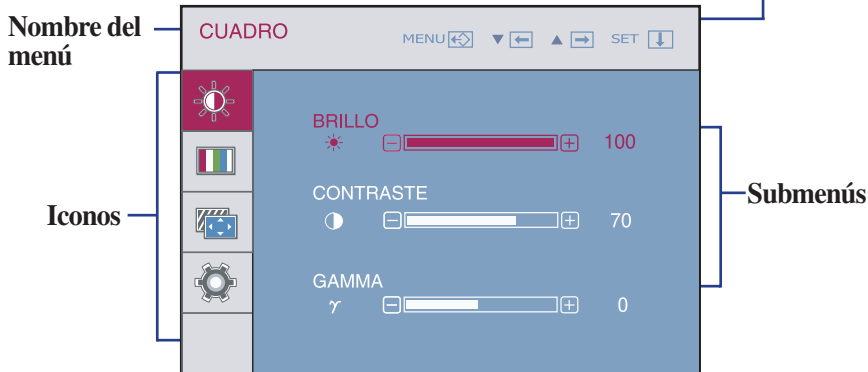 Nombre del
menú
CUADRO
MENU ▼ ▲ SET
BRILLO
100
CONTRASTE
70
GAMMA
γ 0
Iconos
Submenús